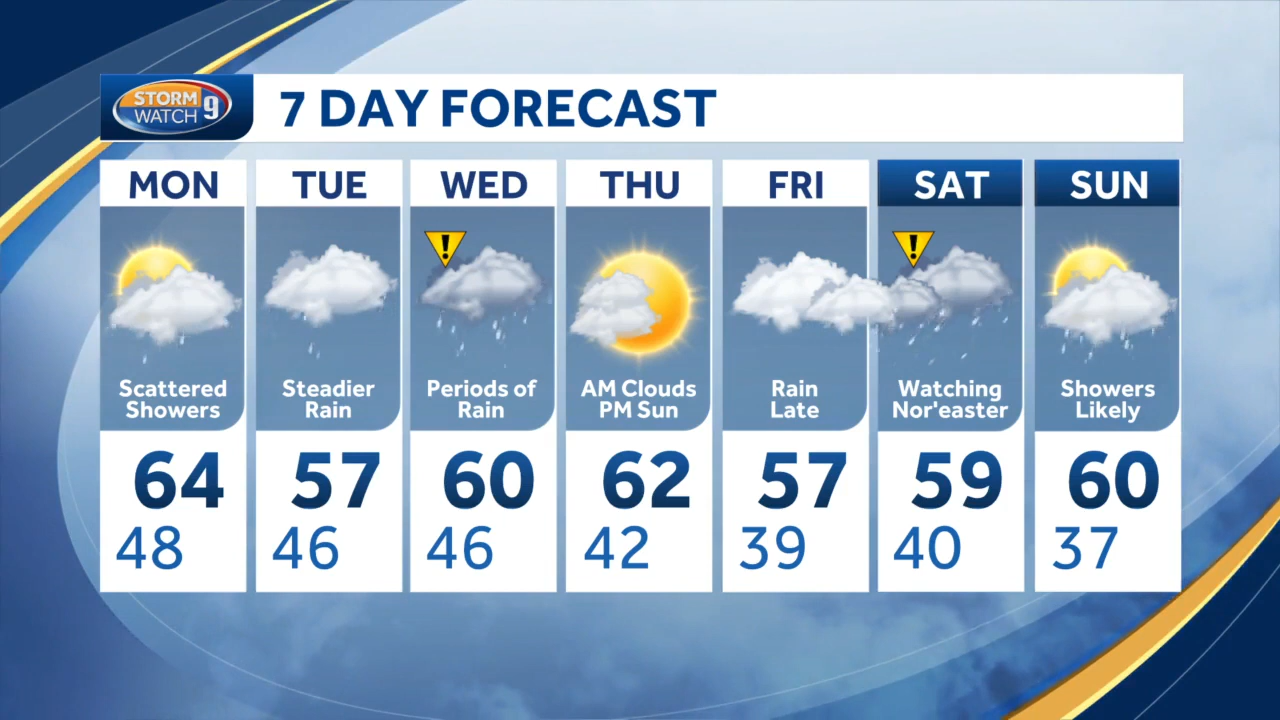 STORM
WATCH 9
7 DAY FORECAST
MON
TUE
WED
THU
FRI
SAT
SUN
!
!
Scattered
Showers
Steadier
Rain
Periods of
Rain
AM Clouds
PM Sun
Rain
Late
Watching
Nor'easter
Showers
Likely
64
57
60
62
57
59
60
48
46
46
42
39
40
37